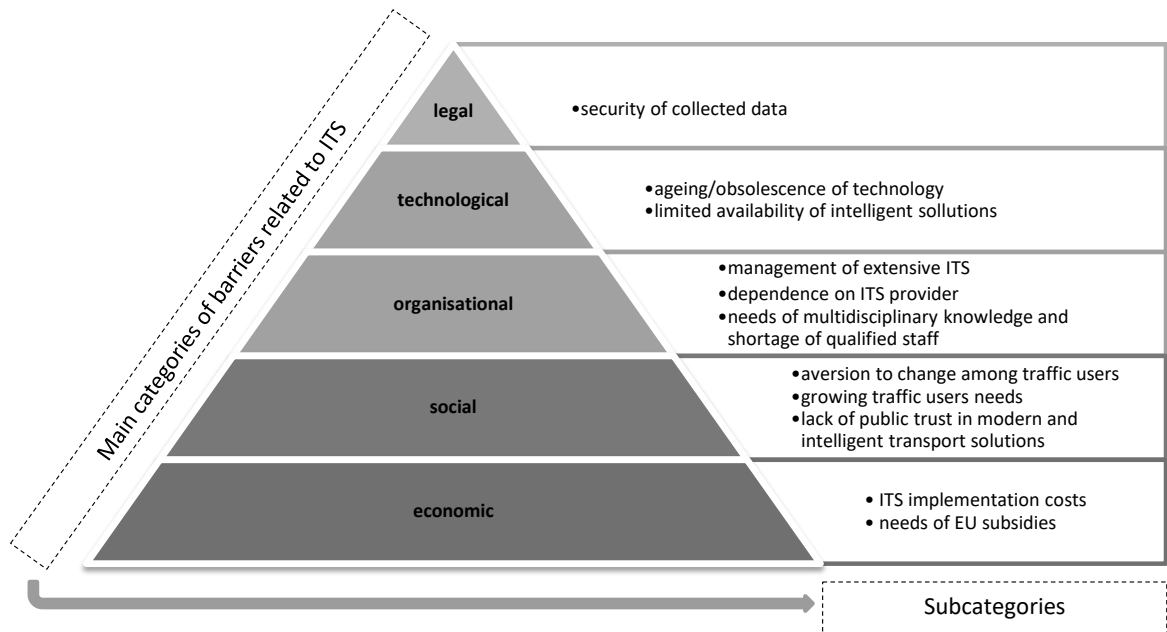 Main categories of barriers related to ITS
legal
•security of collected data
technological
•ageing/obsolescence of technology
•limited availability of intelligent sollutions
organisational
•management of extensive ITS
•dependence on ITS provider
•needs of multidisciplinary knowledge and
shortage of qualified staff
social
•aversion to change among traffic users
•growing traffic users needs
•lack of public trust in modern and
intelligent transport solutions
economic
• ITS implementation costs
• needs of EU subsidies
Subcategories